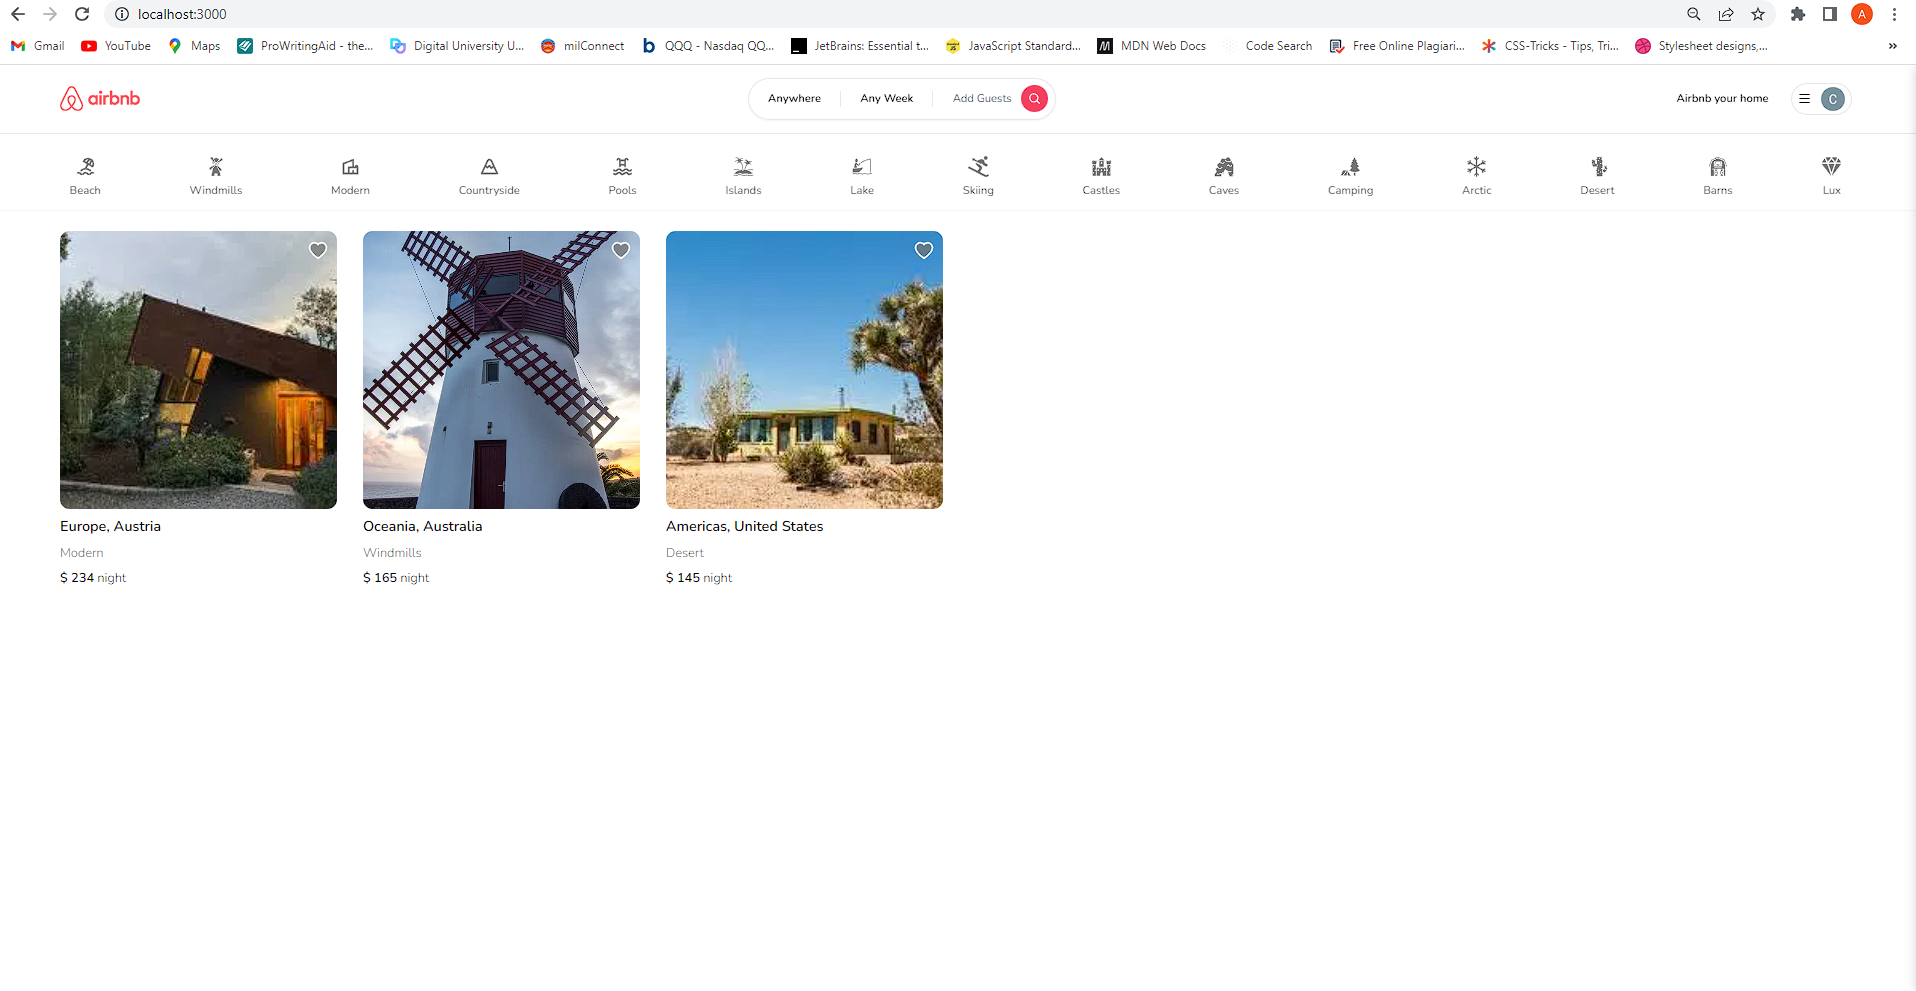 localhost:3000
A
Gmail YouTube Maps ProWritingAid - the... Digital University U... milConnect QQQ - Nasdaq QQ... JetBrains: Essential t... JavaScript Standard... MDN Web Docs Code Search Free Online Plagiari... CSS-Tricks - Tips, Tri... Stylesheet designs,... »
airbnb Anywhere Any Week Add Guests Airbnb your home C
Beach Windmills Modern Countryside Pools Islands Lake Skiing Castles Caves Camping Arctic Desert Barns Lux
Europe, Austria
Modern
$ 234 night
Oceania, Australia
Windmills
$ 165 night
Americas, United States
Desert
$ 145 night